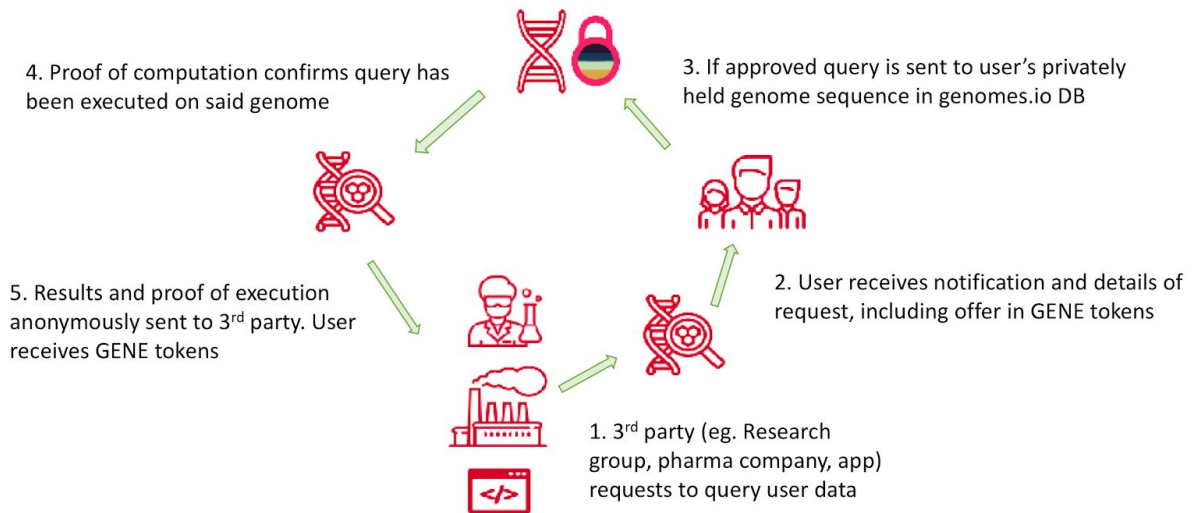 4. Proof of computation confirms query has
been executed on said genome
3. If approved query is sent to user's privately
held genome sequence in genomes.io DB
5. Results and proof of execution
anonymously sent to 3rd party. User
receives GENE tokens
2. User receives notification and details of
request, including offer in GENE tokens
1. 3rd party (eg. Research
group, pharma company, app)
requests to query user data
</>